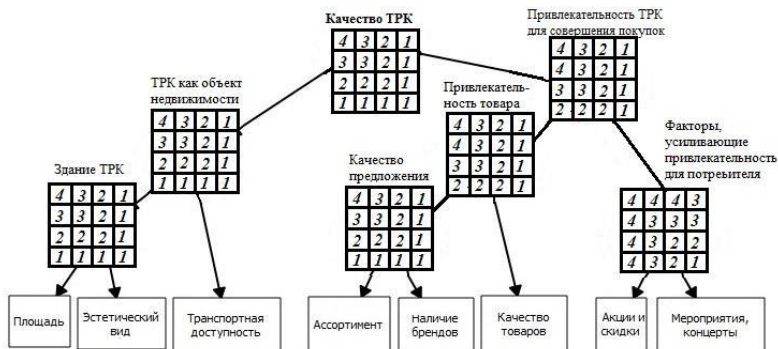 Качество ТРК
4 3 2 1
3 3 2 1
2 2 2 1
1 1 1 1
Привлекательность ТРК
для совершения покупок
4 3 2 1
4 3 2 1
3 3 2 1
2 2 2 1
ТРК как объект
недвижимости
4 3 2 1
3 3 2 1
2 2 2 1
1 1 1 1
Привлекатель-
ность товара
4 3 2 1
4 3 2 1
3 3 2 1
2 2 2 1
Здание ТРК
4 3 2 1
3 3 2 1
2 2 2 1
1 1 1 1
Качество
предложения
4 3 2 1
3 3 2 1
2 2 2 1
1 1 1 1
Факторы,
усиливающие
привлекательность
для потреьителя
4 4 4 3
4 3 3 3
4 3 2 2
4 3 2 1
Площадь
Эстетический
вид
Транспортная
доступность
Ассортимент
Наличие
брендов
Качество
товаров
Акции и
скидки
Мероприятия,
концерты